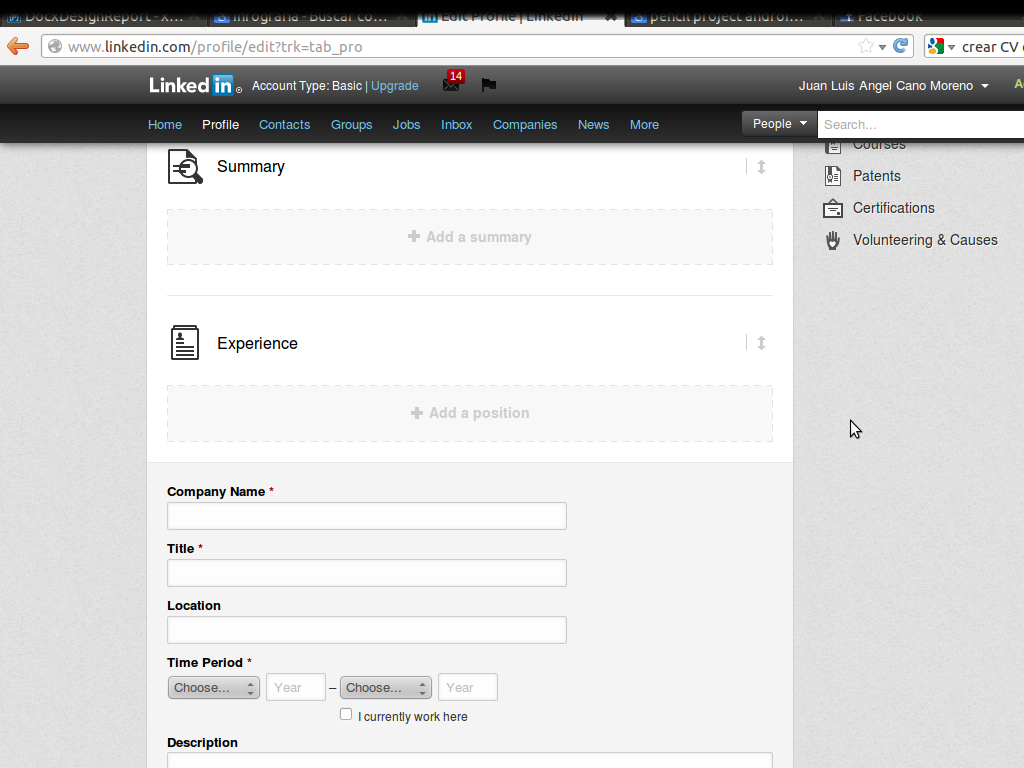 DocXDesignReport - X...
Infografía - Buscar co...
Edit Profile | LinkedIn
pencil project androi...
Facebook
www.linkedin.com/profile/edit?trk=tab_pro
crear CV
Linked in® Account Type: Basic | Upgrade 14 Juan Luis Angel Cano Moreno
Home Profile Contacts Groups Jobs Inbox Companies News More People Search...
Courses
Summary
Patents
Certifications
+ Add a summary
Volunteering & Causes
Experience
+ Add a position
Company Name *
Title *
Location
Time Period *
Choose... Year – Choose... Year
I currently work here
Description